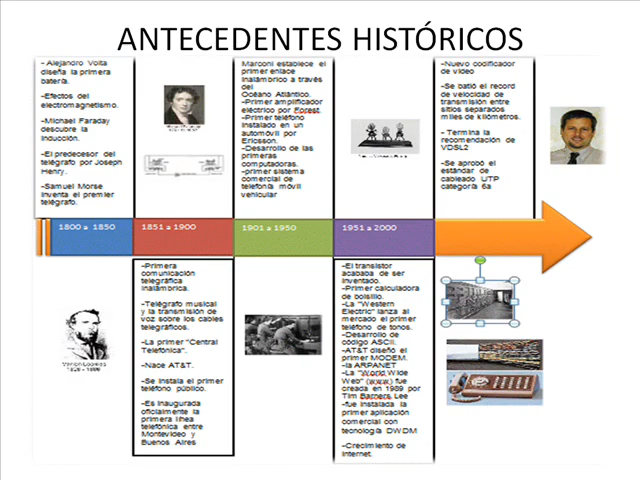 ANTECEDENTES HISTÓRICOS
- Alejandro Volta
diseña la primera
batería.
-Efectos del
electromagnetismo.
-Michael Faraday
descubre la
Inducción.
-El predecesor del
telégrafo por Joseph
Henry.
-Samuel Morse
inventa el premier
telégrafo.
Marconi establece el
primer enlace
inalámbrico a través
del
Océano Atlántico.
-Primer amplificador
eléctrico por Forest.
-Primer teléfono
instalado en un
automóvil por
Ericsson.
-Desarrollo de las
primeras
computadoras.
-primer sistema
comercial de
telefonía móvil
vehicular
-Nuevo codificador
de video
-Se batió el record
de velocidad de
transmisión entre
sitios separados
miles de kilómetros.
- Termina la
recomendación de
VDSL2
-Se aprobó el
estándar de
cableado UTP
categoría 6a
1800 a 1850
1851 a 1900
1901 a 1950
1951 a 2000
-Primera
comunicación
telegráfica
inalámbrica.
-Telégrafo musical
y la transmisión de
voz sobre los cables
telegráficos.
-La primer "Central
Telefónica".
-Nace AT&T.
-Se instala el primer
teléfono público.
-Es inaugurada
oficialmente la primera
línea telefónica entre
Montevideo y
Buenos Aires
-El transistor
acababa de ser
inventado.
-Primer calculadora
de bolsillo.
-La "Western
Electric" lanza al
mercado el primer
teléfono de tonos.
-Desarrollo de
código ASCII.
-AT&T diseño el
primer MODEM.
-la ARPANET
-La "World Wide
Web" (www) fue
creada en 1989 por
Tim Barners Lee
-fue instalada la
primer aplicación
comercial con
tecnología DWDM
-Crecimiento de
Internet.